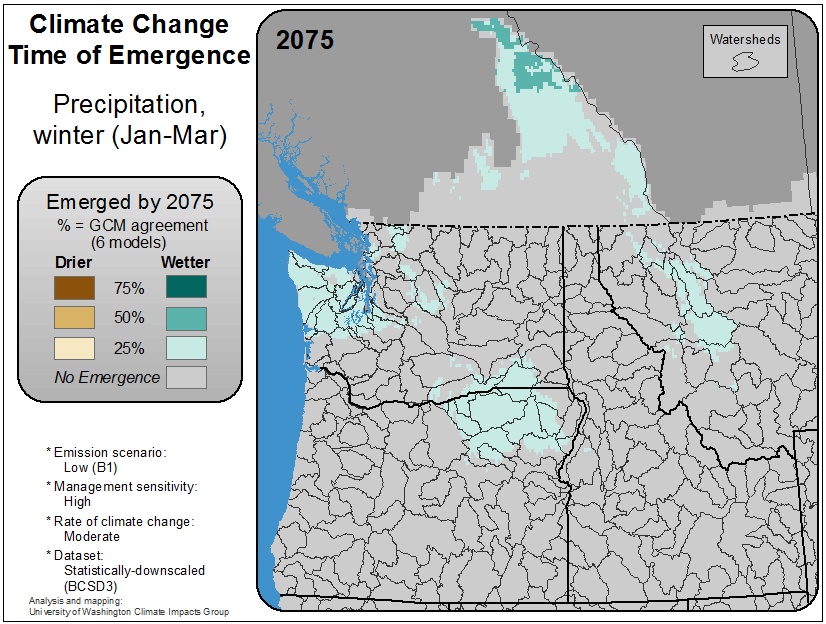 Climate Change
Time of Emergence
Precipitation,
winter (Jan-Mar)
Emerged by 2075
% = GCM agreement
(6 models)
Drier Wetter
75%
50%
25%
No Emergence
* Emission scenario:
Low (B1)
* Management sensitivity:
High
* Rate of climate change:
Moderate
* Dataset:
Statistically-downscaled
(BCSD3)
Analysis and mapping:
University of Washington Climate Impacts Group
2075
Watersheds